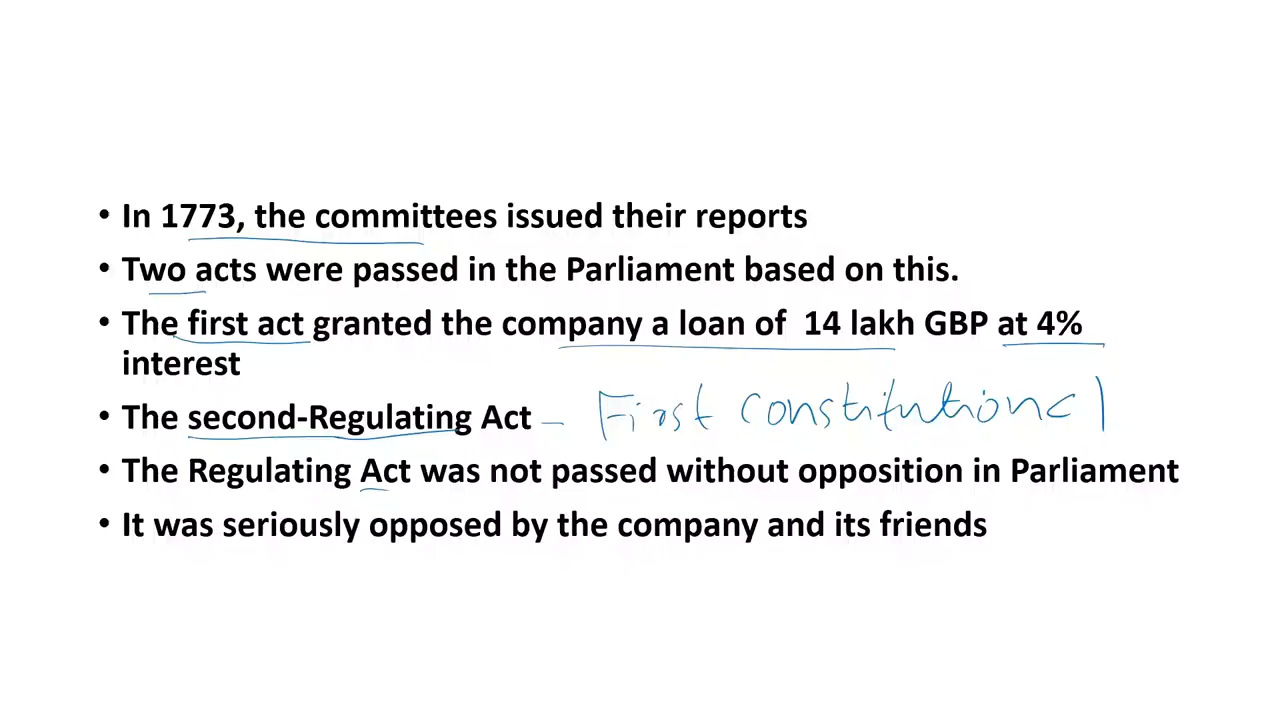 • In 1773, the committees issued their reports
• Two acts were passed in the Parliament based on this.
• The first act granted the company a loan of 14 lakh GBP at 4%
interest
• The second-Regulating Act – First constitutional
• The Regulating Act was not passed without opposition in Parliament
• It was seriously opposed by the company and its friends